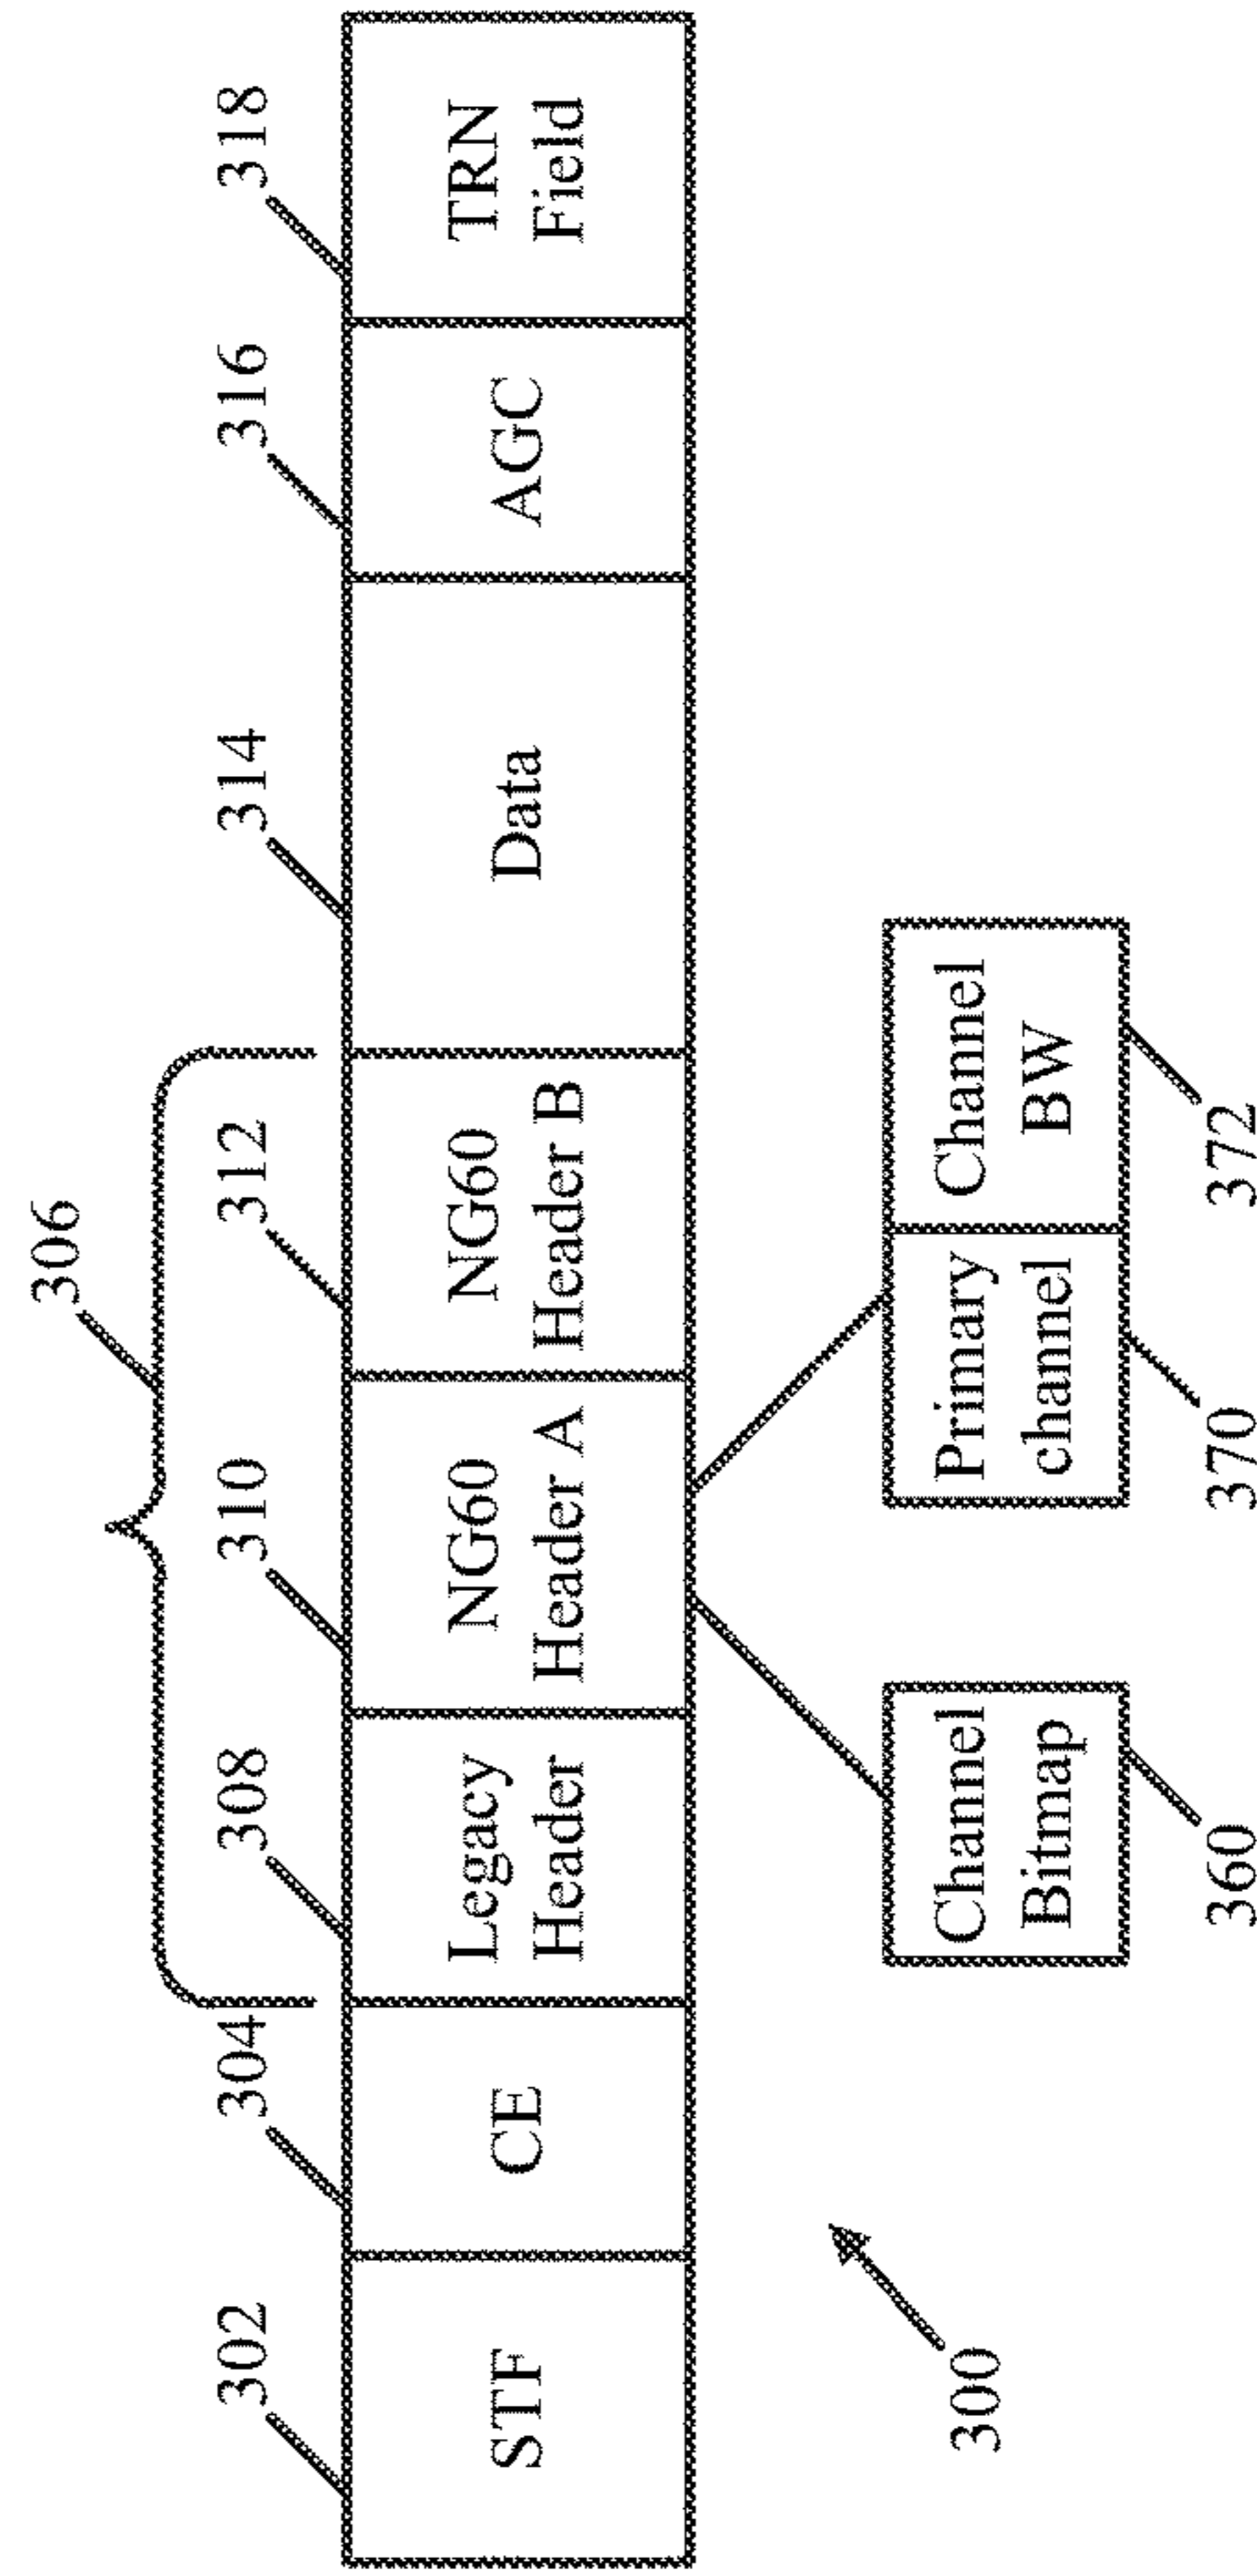 306
302
304
308
310
312
314
316
318
STF
CE
Legacy
Header
NG60
Header A
NG60
Header B
Data
AGC
TRN
Field
Channel
Bitmap
Primary
channel
Channel
BW
300
360
370
372